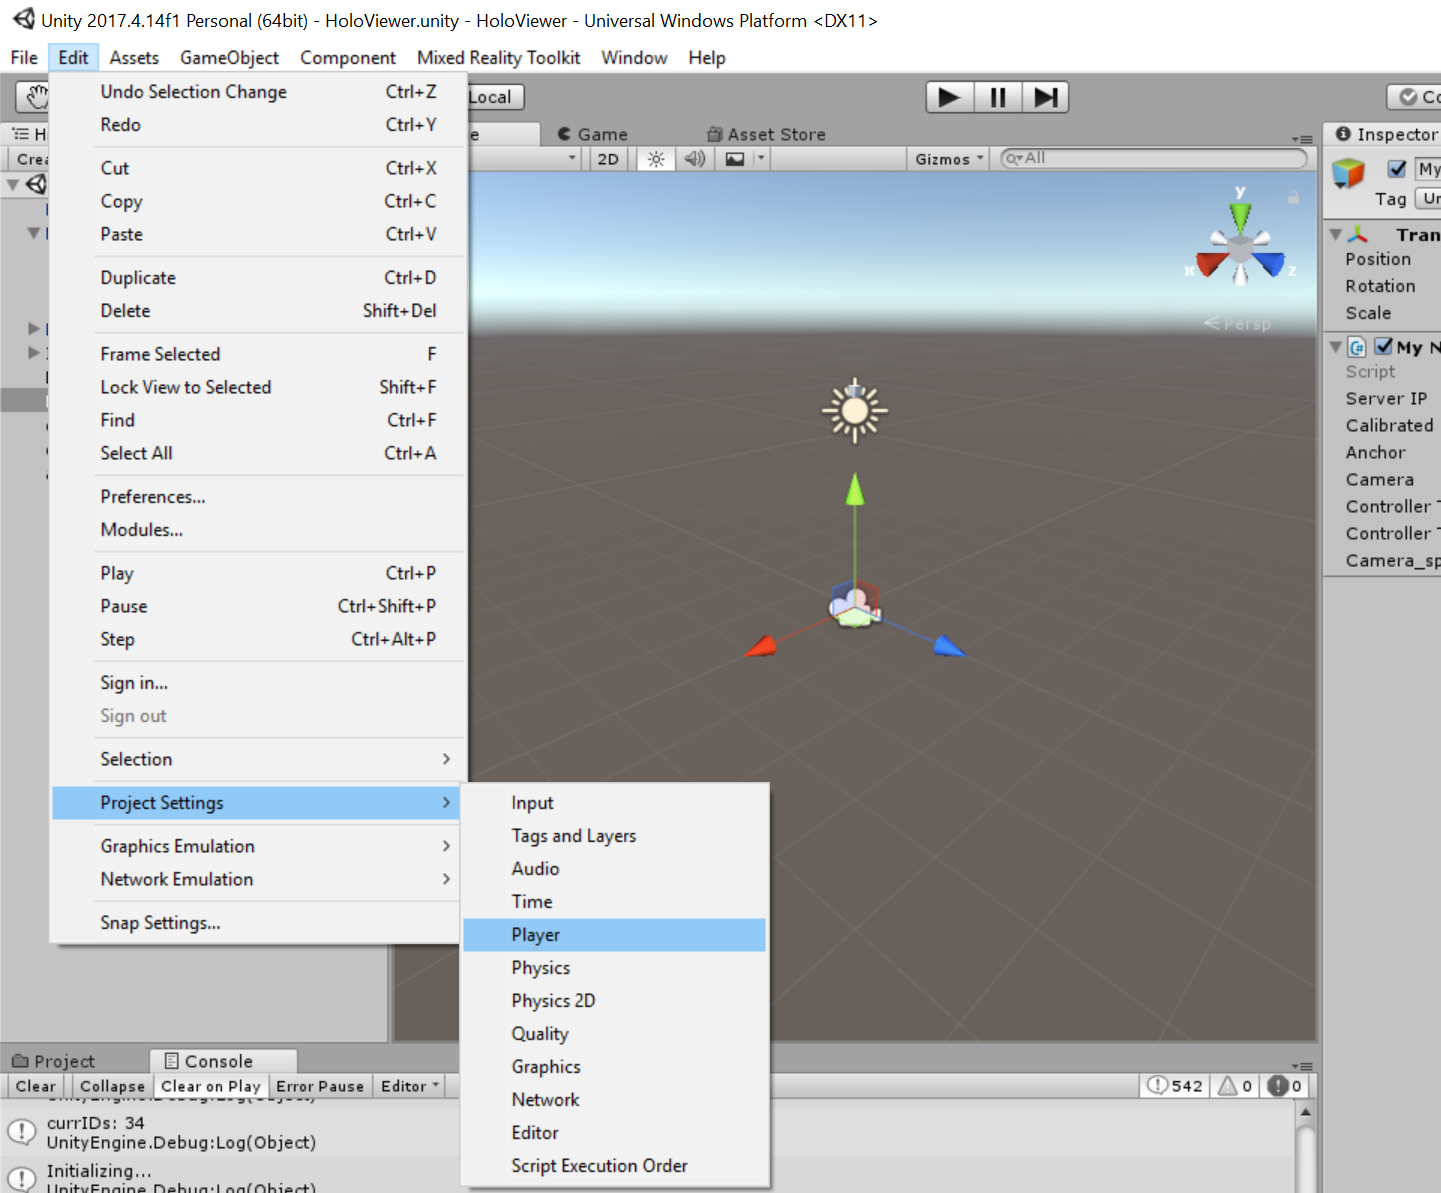 Unity 2017.4.14f1 Personal (64bit) - HoloViewer.unity - HoloViewer - Universal Windows Platform <DX11>
File Edit Assets GameObject Component Mixed Reality Toolkit Window Help
Local
Game Asset Store
Inspector
2D Gizmos All
Undo Selection Change Ctrl+Z
Redo Ctrl+Y
Cut Ctrl+X
Copy Ctrl+C
Paste Ctrl+V
Duplicate Ctrl+D
Delete Shift+Del
Frame Selected F
Lock View to Selected Shift+F
Find Ctrl+F
Select All Ctrl+A
Preferences...
Modules...
Play Ctrl+P
Pause Ctrl+Shift+P
Step Ctrl+Alt+P
Sign in...
Sign out
Selection
Project Settings
Graphics Emulation
Network Emulation
Snap Settings...
Input
Tags and Layers
Audio
Time
Player
Physics
Physics 2D
Quality
Graphics
Network
Editor
Script Execution Order
y
x z
Persp
My
Tag
Tran
Position
Rotation
Scale
My N
Script
Server IP
Calibrated
Anchor
Camera
Controller T
Controller T
Camera_sp
Project Console
Clear Collapse Clear on Play Error Pause Editor 542 0 0
UnityEngine.Debug:Log(Object)
currIDs: 34
UnityEngine.Debug:Log(Object)
Initializing...
UnityEngine.Debug:Log(Object)